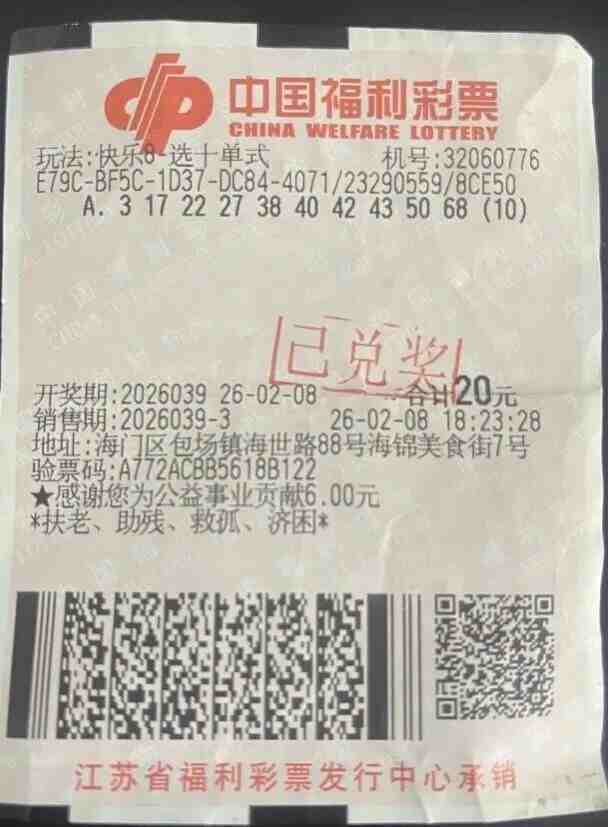 中国福利彩票
CHINA WELFARE LOTTERY
玩法:快乐8-选十单式 机号:32060776
E79C-BF5C-1D37-DC84-4071/23290559/8CE50
A. 3 17 22 27 38 40 42 43 50 68 (10)
已兑奖
开奖期:2026039 26-02-08 合计20元
销售期:2026039-3 26-02-08 18:23:28
地址:海门区包场镇海世路88号海锦美食街7号
验票码:A772ACBB5618B122
★感谢您为公益事业贡献6.00元
*扶老、助残、救孤、济困*
江苏省福利彩票发行中心承销